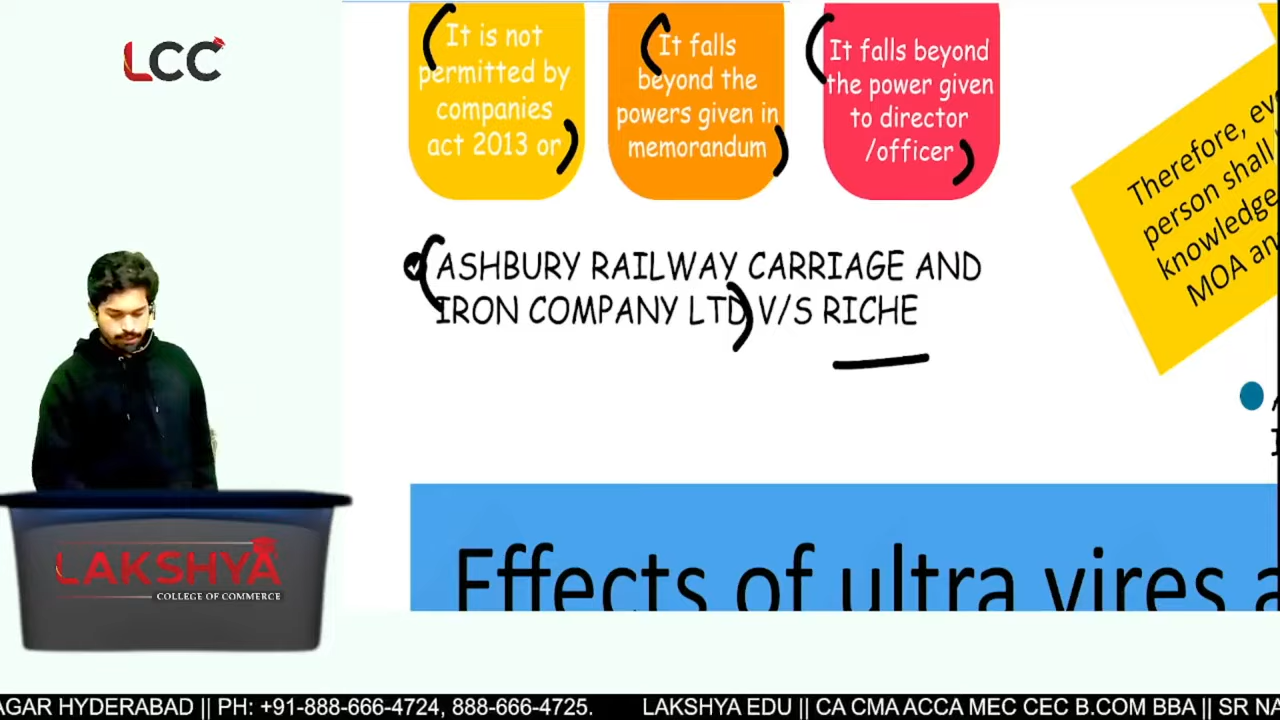 LCC
It is not
permitted by
companies
act 2013 or
It falls
beyond the
powers given in
memorandum
It falls beyond
the power given
to director
/officer
Therefore, eve
person shall
knowledge
MOA an
ASHBURY RAILWAY CARRIAGE AND
IRON COMPANY LTD V/S RICHE
Effects of ultra vires a
LAKSHYA
COLLEGE OF COMMERCE
AGAR HYDERABAD || PH: +91-888-666-4724, 888-666-4725. LAKSHYA EDU || CA CMA ACCA MEC CEC B.COM BBA || SR NA